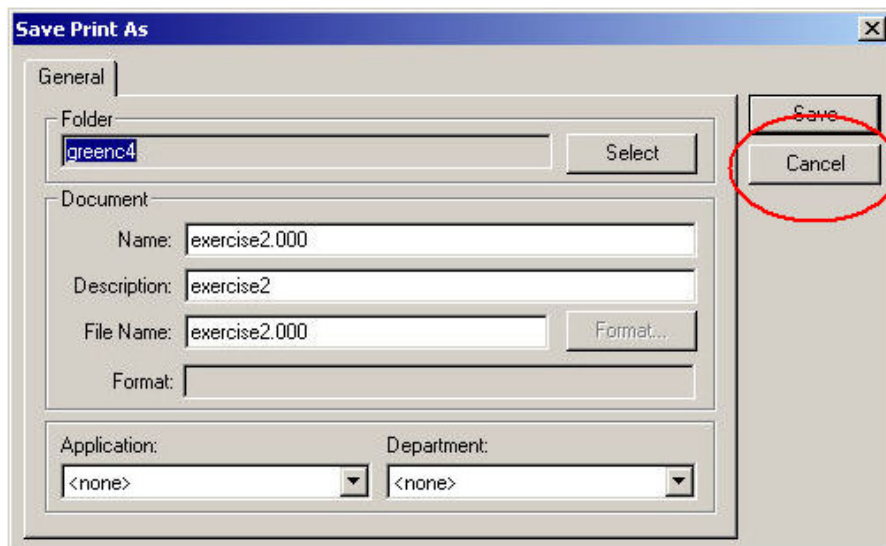 Save Print As
General
Folder
greenc4
Select
Save
Cancel
Document
Name: exercise2.000
Description: exercise2
File Name: exercise2.000
Format...
Format:
Application:
Department:
<none>
<none>